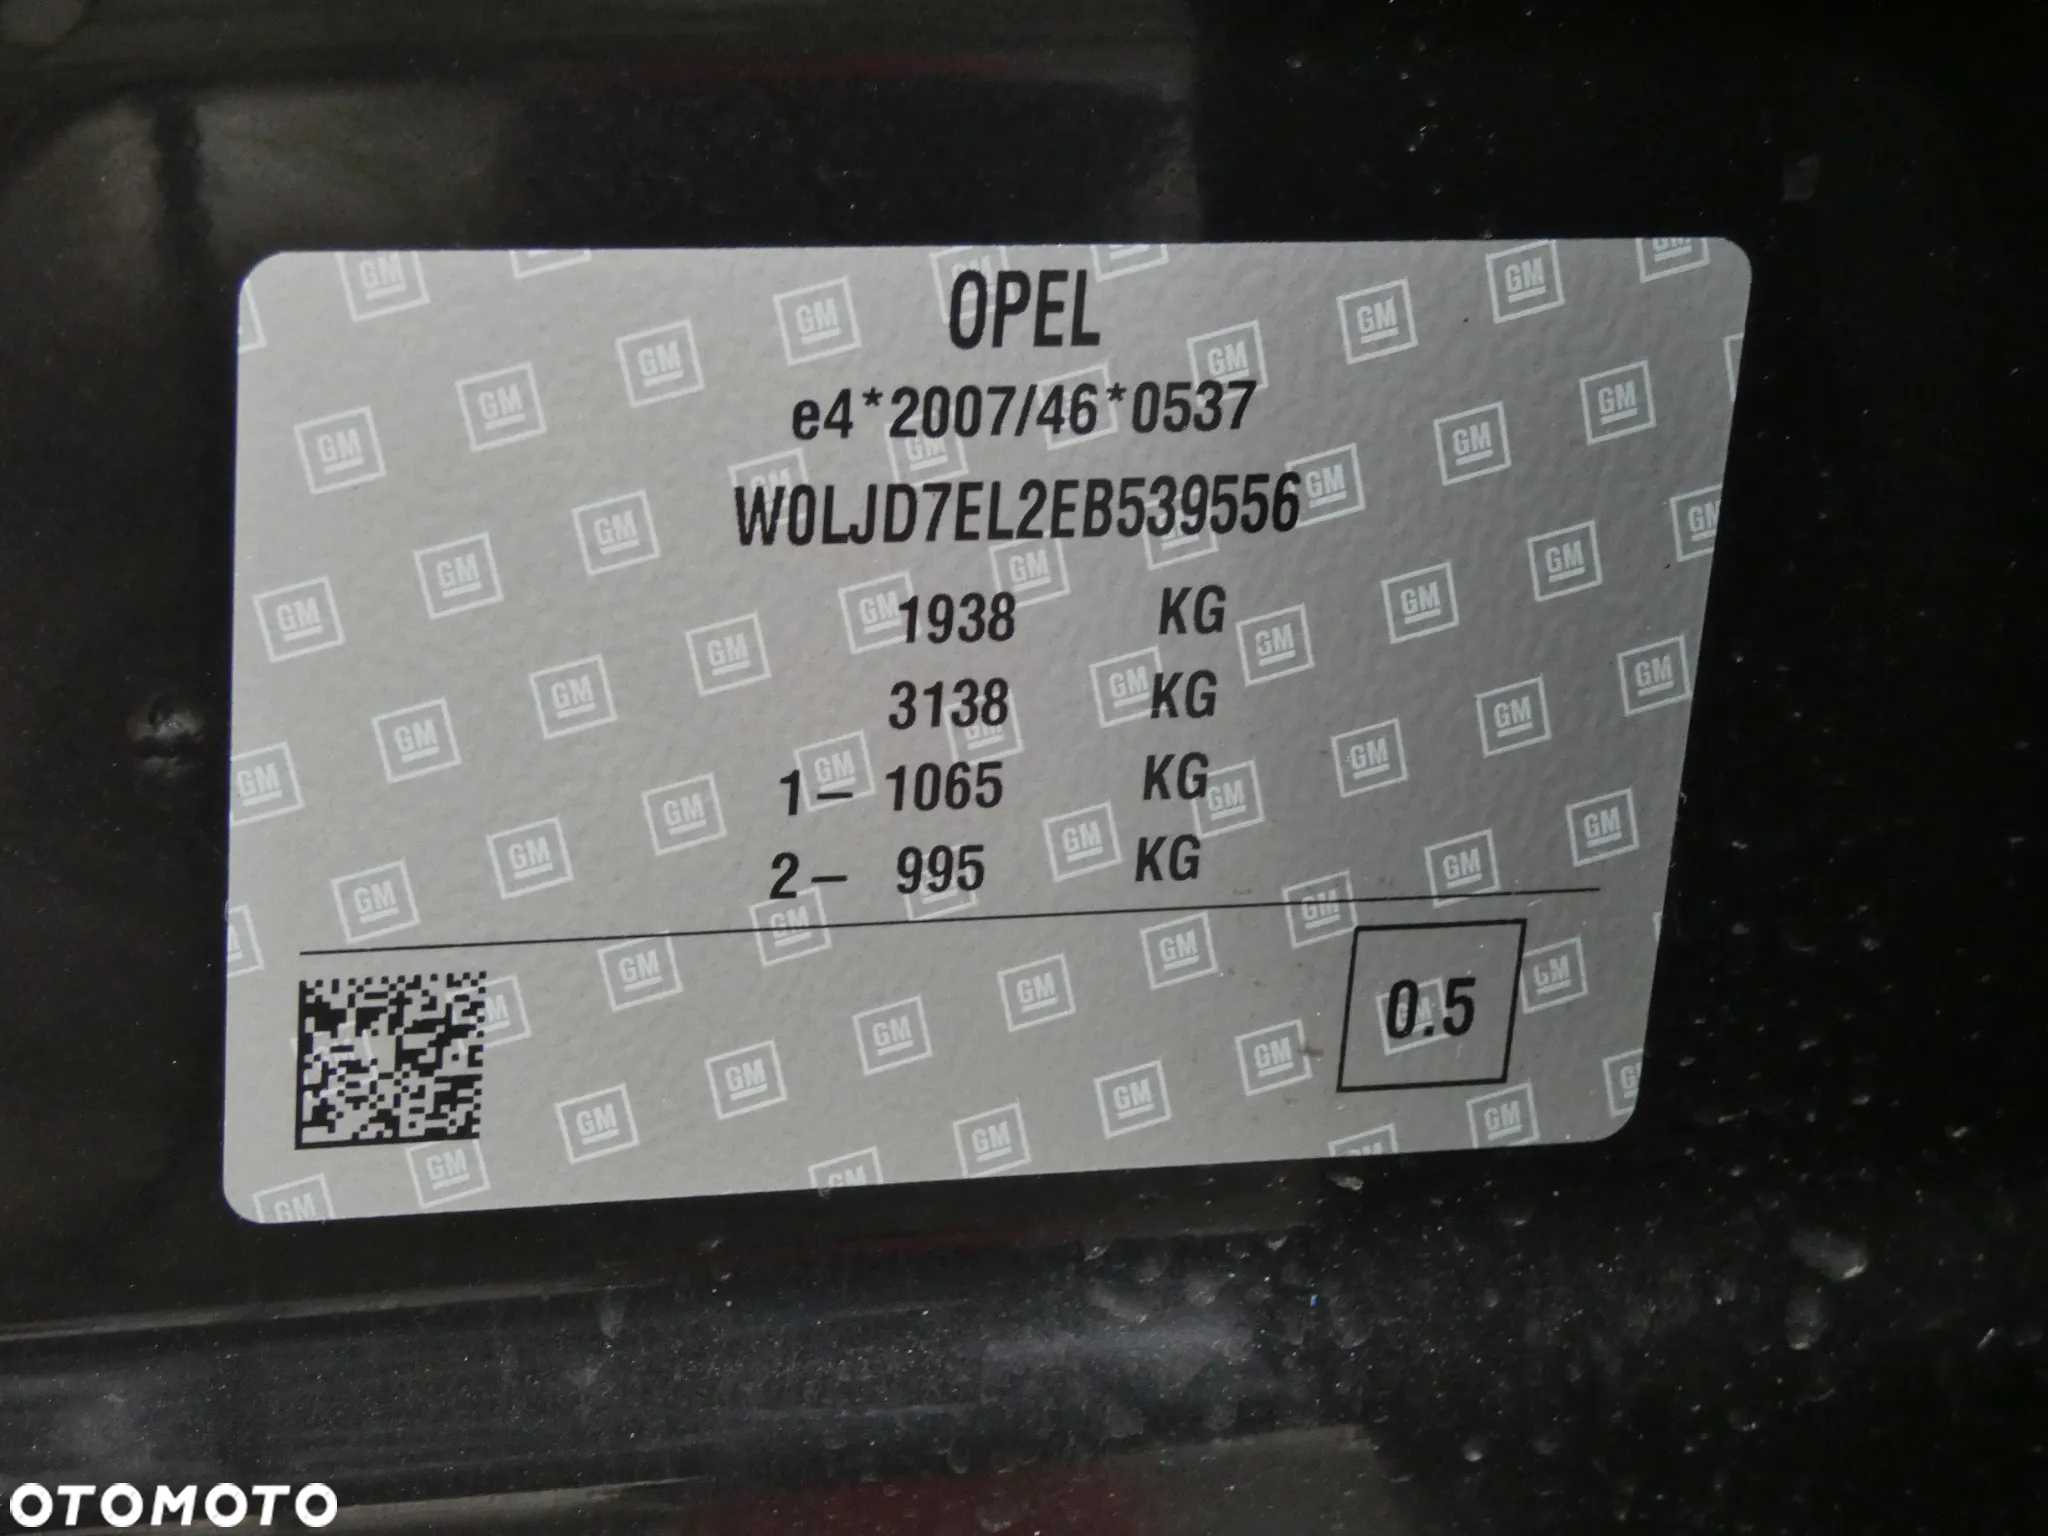 OPEL
e4*2007/46*0537
W0LJD7EL2EB539556
1938 KG
3138 KG
1– 1065 KG
2– 995 KG
0.5
GM
OTOMOTO